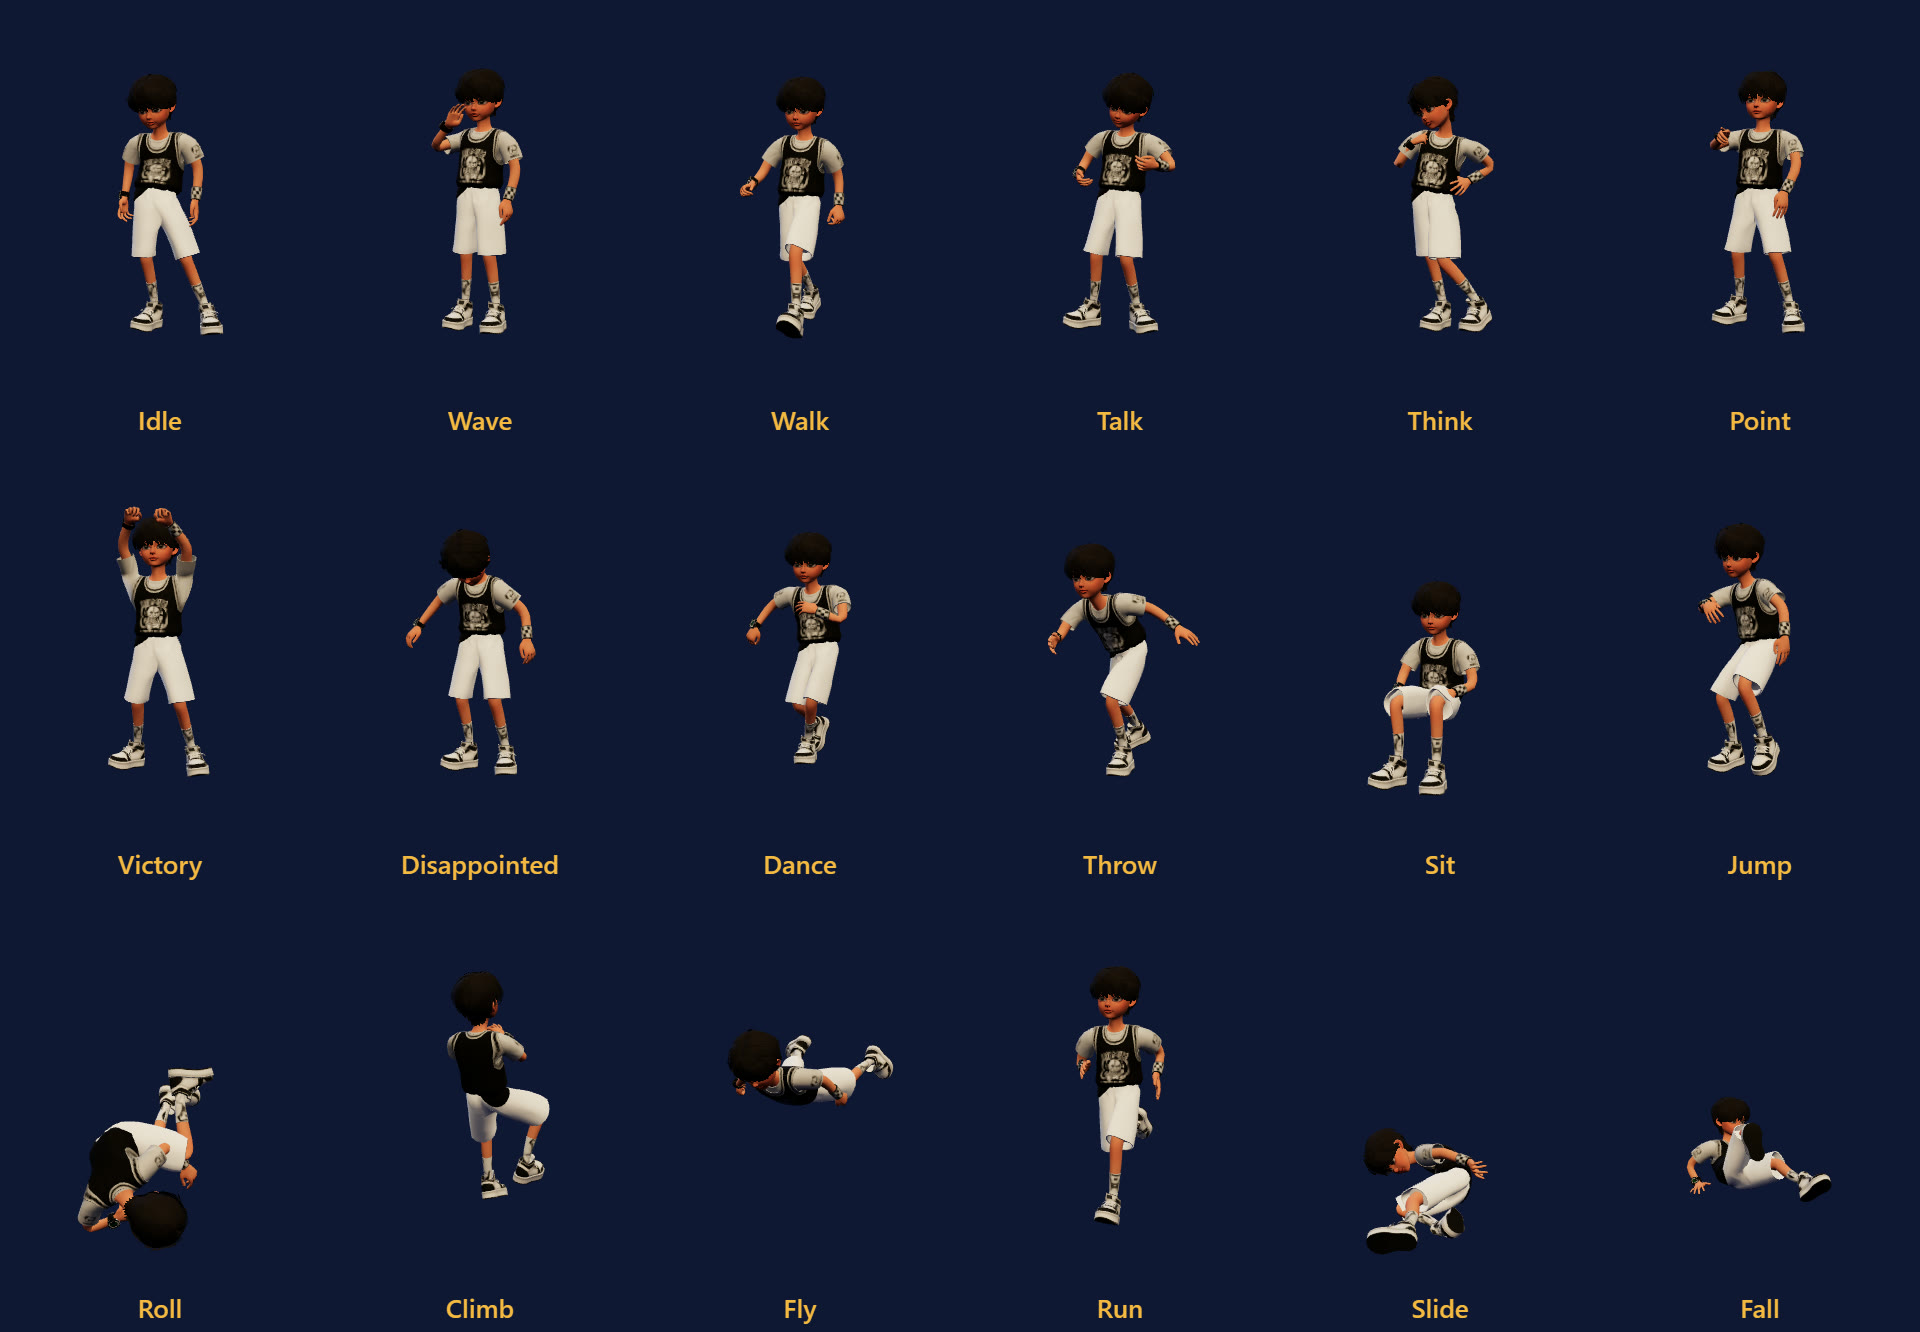 Idle
Wave
Walk
Talk
Think
Point
Victory
Disappointed
Dance
Throw
Sit
Jump
Roll
Climb
Fly
Run
Slide
Fall